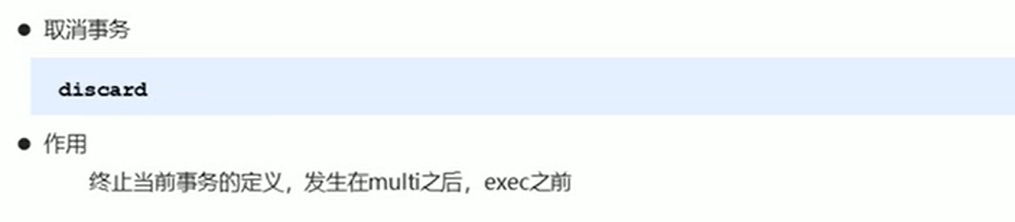 ● 取消事务
discard
● 作用
终止当前事务的定义，发生在multi之后，exec之前